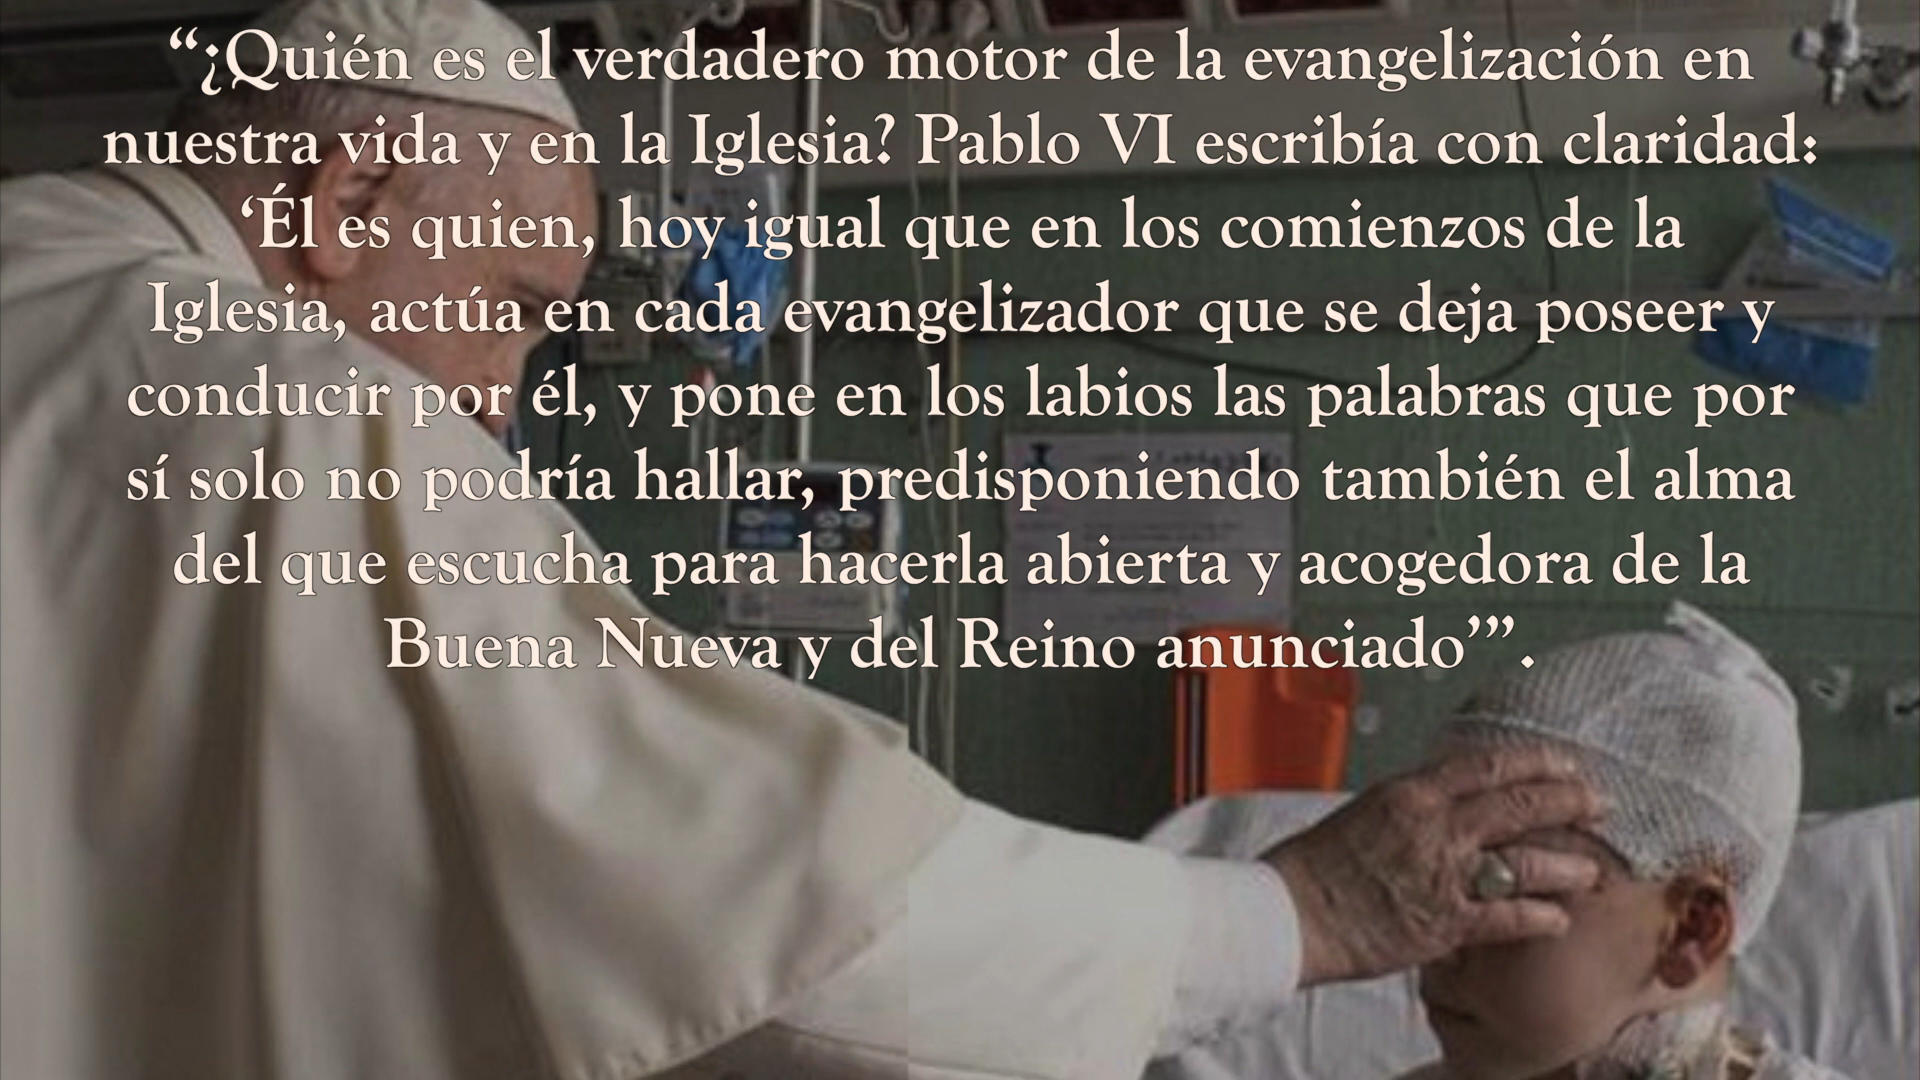 “¿Quién es el verdadero motor de la evangelización en
nuestra vida y en la Iglesia? Pablo VI escribía con claridad:
‘Él es quien, hoy igual que en los comienzos de la
Iglesia, actúa en cada evangelizador que se deja poseer y
conducir por él, y pone en los labios las palabras que por
sí solo no podría hallar, predisponiendo también el alma
del que escucha para hacerla abierta y acogedora de la
Buena Nueva y del Reino anunciado’”.